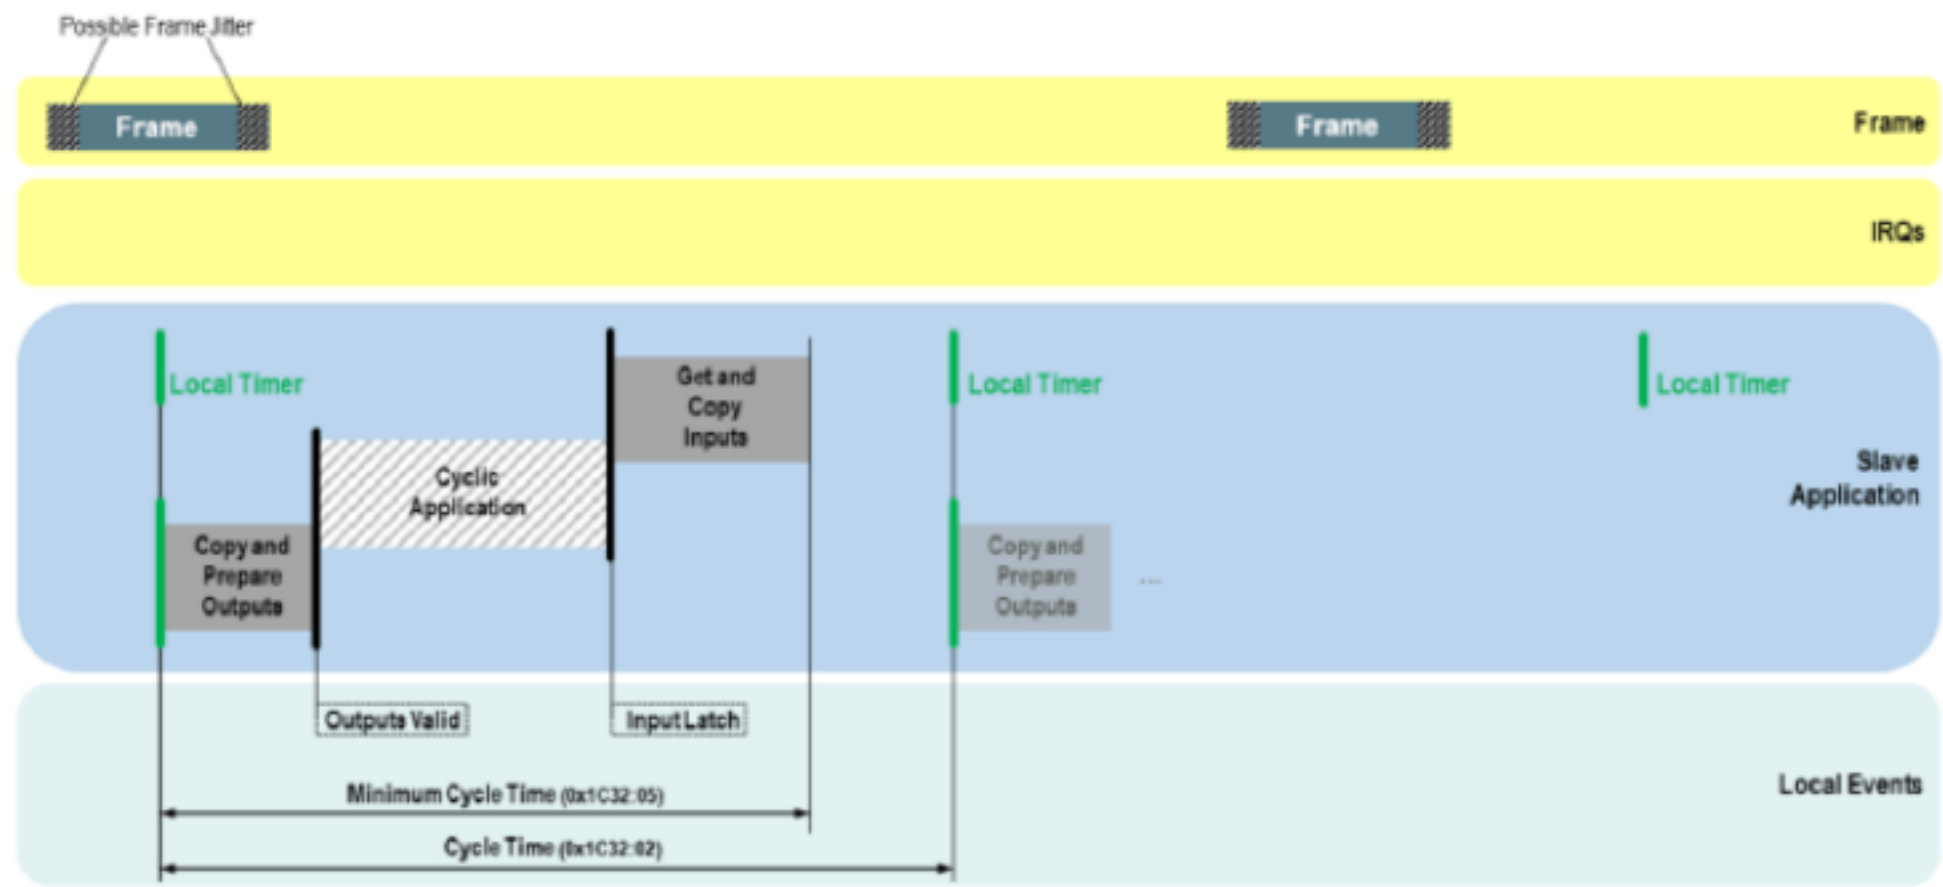 Possible Frame Jitter
Frame
Frame
Frame
IRQs
Local Timer
Local Timer
Local Timer
Get and
Copy
Inputs
Cyclic
Application
Slave
Application
Copy and
Prepare
Outputs
Copy and
Prepare
Outputs
...
Outputs Valid
Input Latch
Minimum Cycle Time (0x1C32:05)
Local Events
Cycle Time (0x1C32:02)